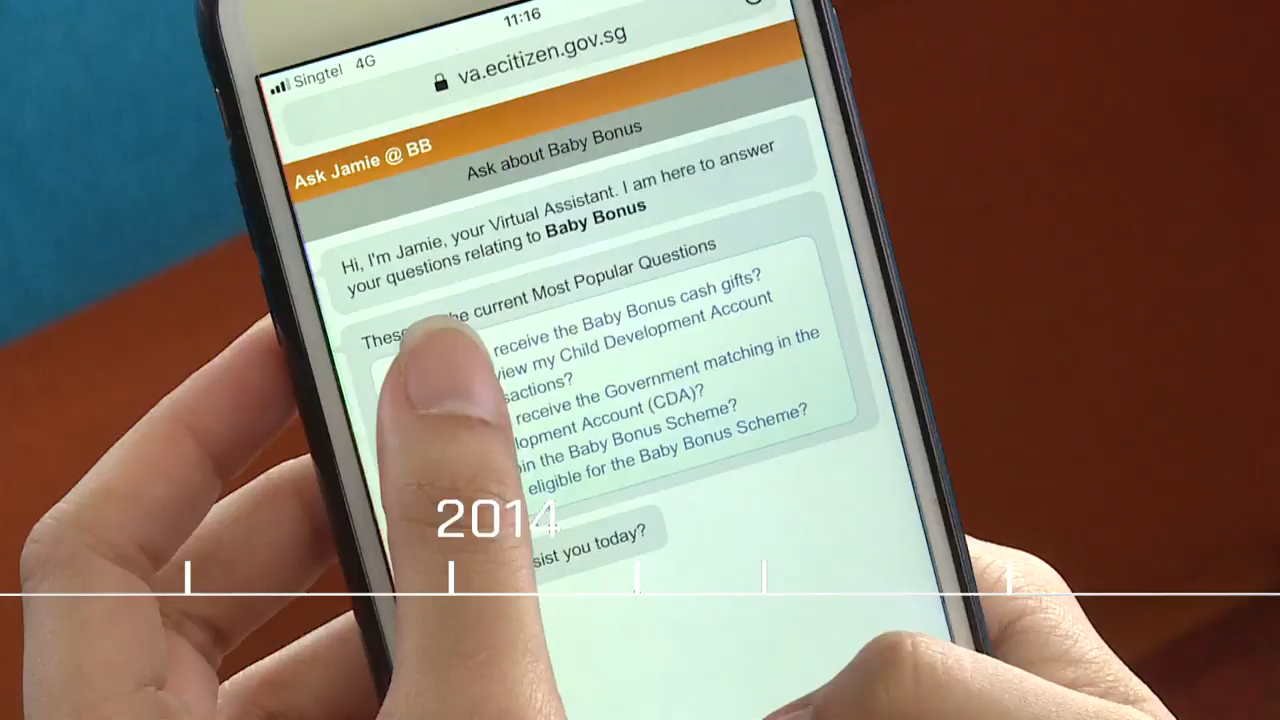 11:16
Singtel 4G
va.ecitizen.gov.sg
Ask Jamie @ BB
Ask about Baby Bonus
Hi, I'm Jamie, your Virtual Assistant. I am here to answer
your questions relating to Baby Bonus
These he current Most Popular Questions
receive the Baby Bonus cash gifts?
view my Child Development Account
sactions?
receive the Government matching in the
lopment Account (CDA)?
in the Baby Bonus Scheme?
eligible for the Baby Bonus Scheme?
sist you today?
2014